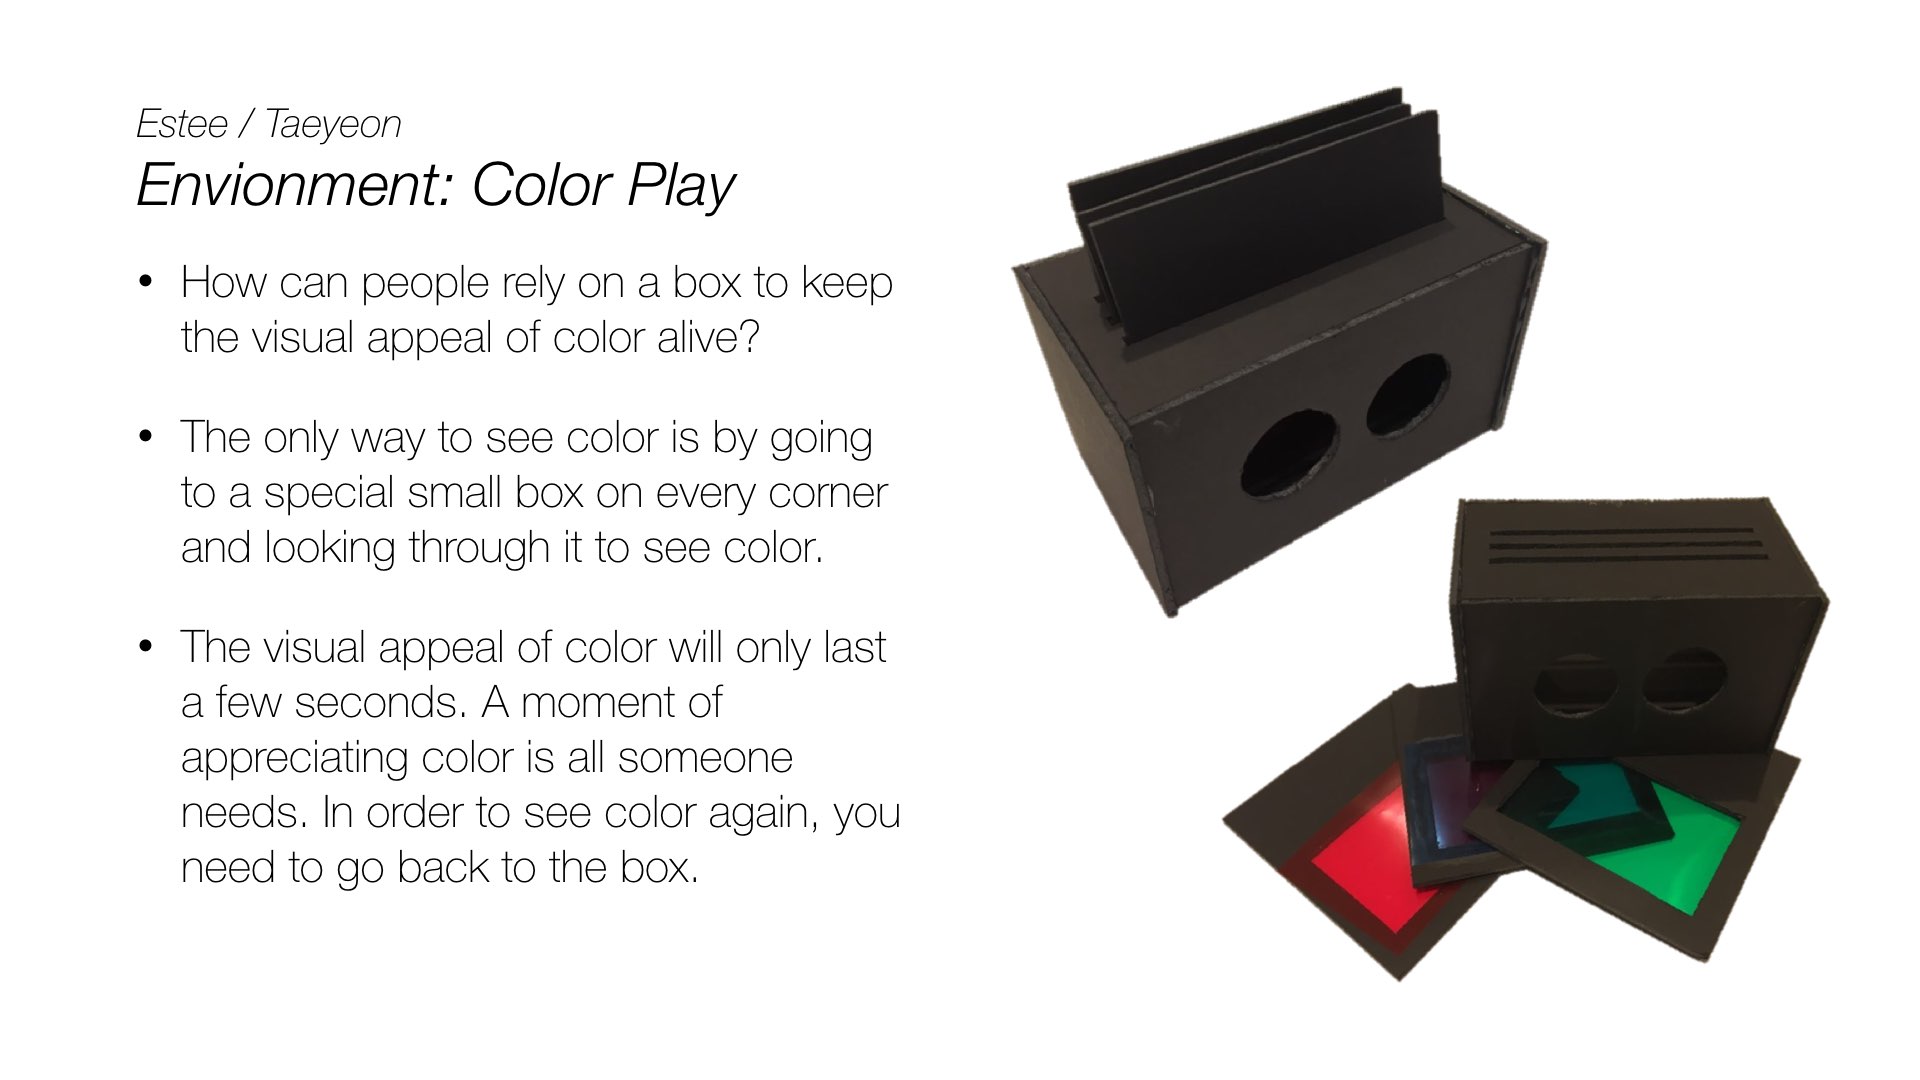 Estee / Taeyeon
Envionment: Color Play
• How can people rely on a box to keep
the visual appeal of color alive?
• The only way to see color is by going
to a special small box on every corner
and looking through it to see color.
• The visual appeal of color will only last
a few seconds. A moment of
appreciating color is all someone
needs. In order to see color again, you
need to go back to the box.